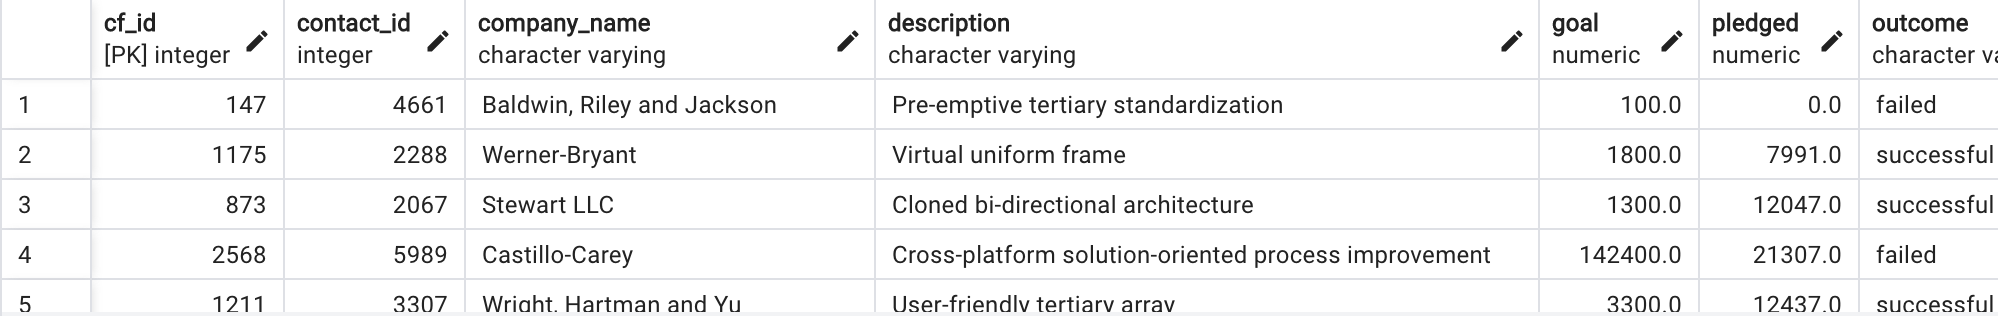 cf_id contact_id company_name description goal pledged outcome
[PK] integer integer character varying character varying numeric numeric character va
1 147 4661 Baldwin, Riley and Jackson Pre-emptive tertiary standardization 100.0 0.0 failed
2 1175 2288 Werner-Bryant Virtual uniform frame 1800.0 7991.0 successful
3 873 2067 Stewart LLC Cloned bi-directional architecture 1300.0 12047.0 successful
4 2568 5989 Castillo-Carey Cross-platform solution-oriented process improvement 142400.0 21307.0 failed
5 1211 3307 Wright, Hartman and Yu User-friendly tertiary array 3300.0 12437.0 successful